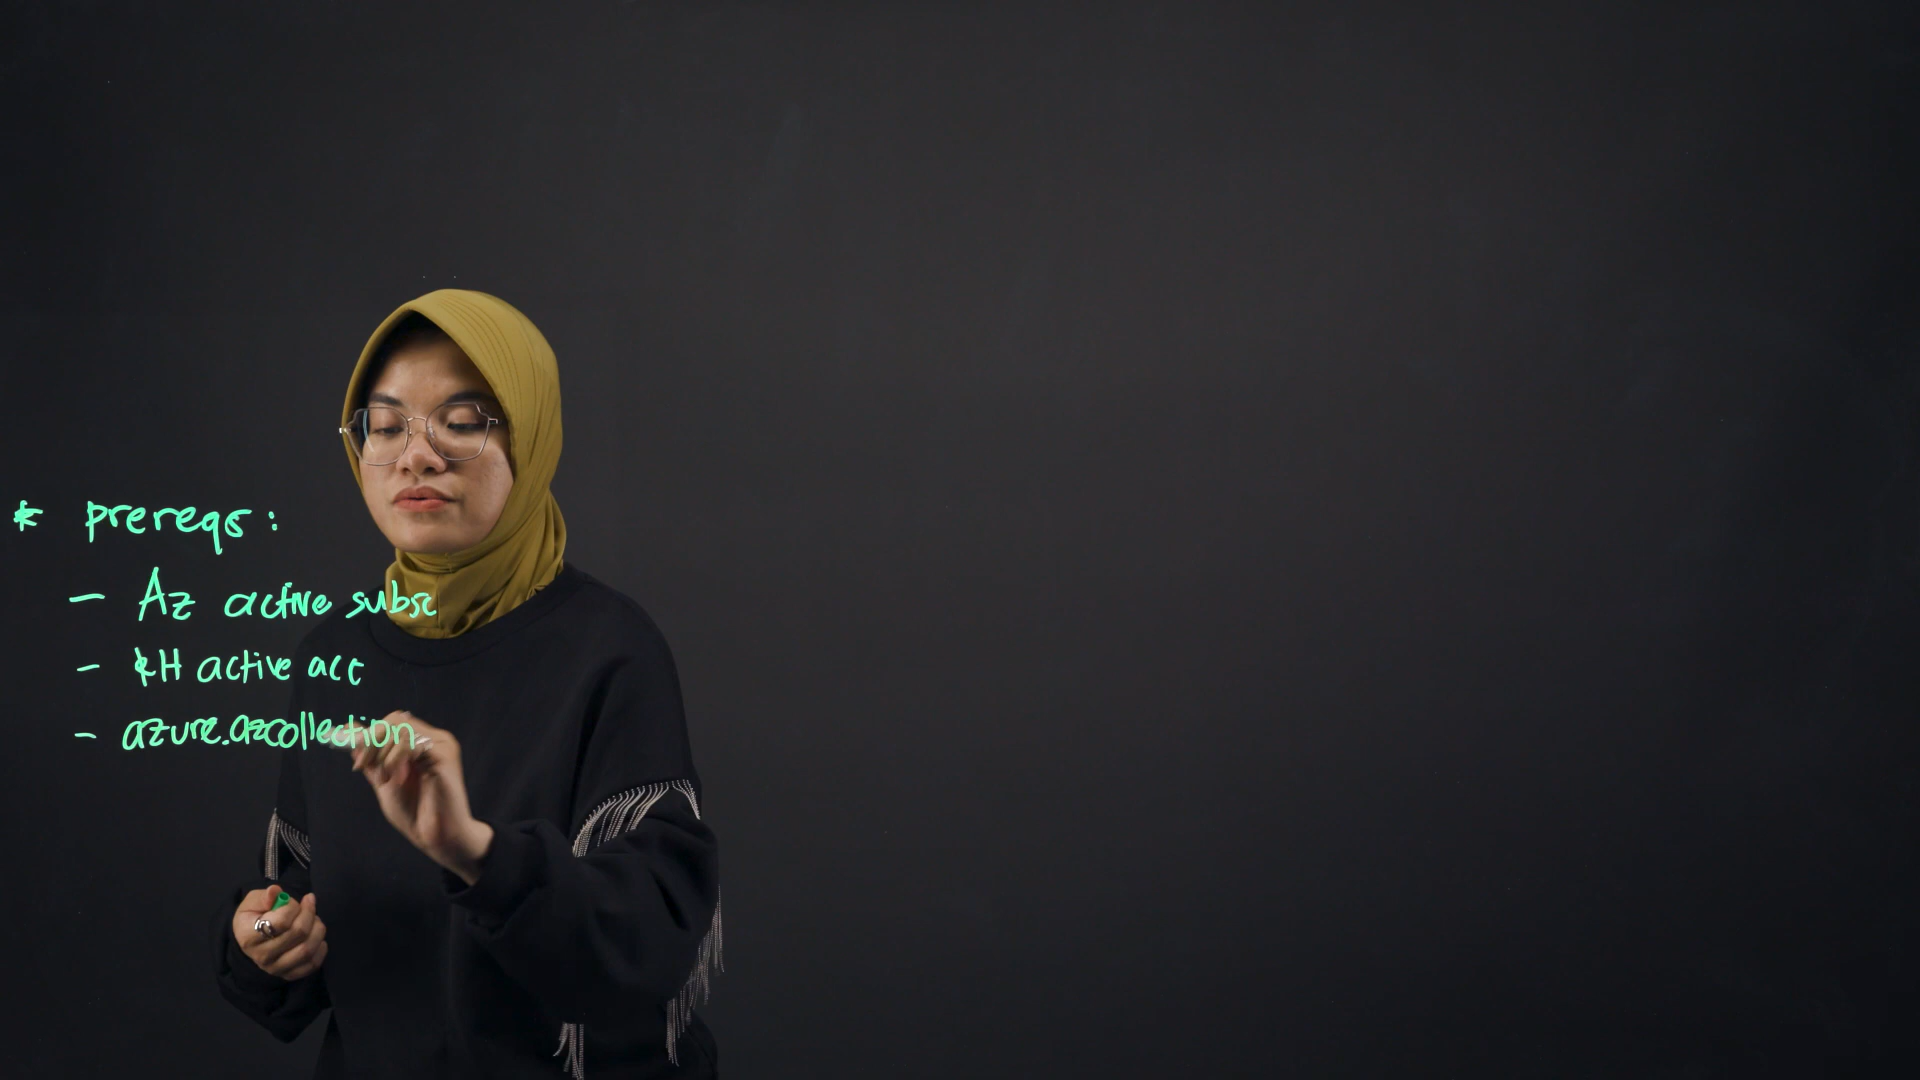 * prereqs:
- Az active subsc
- RH active acc
- azure.azcollection